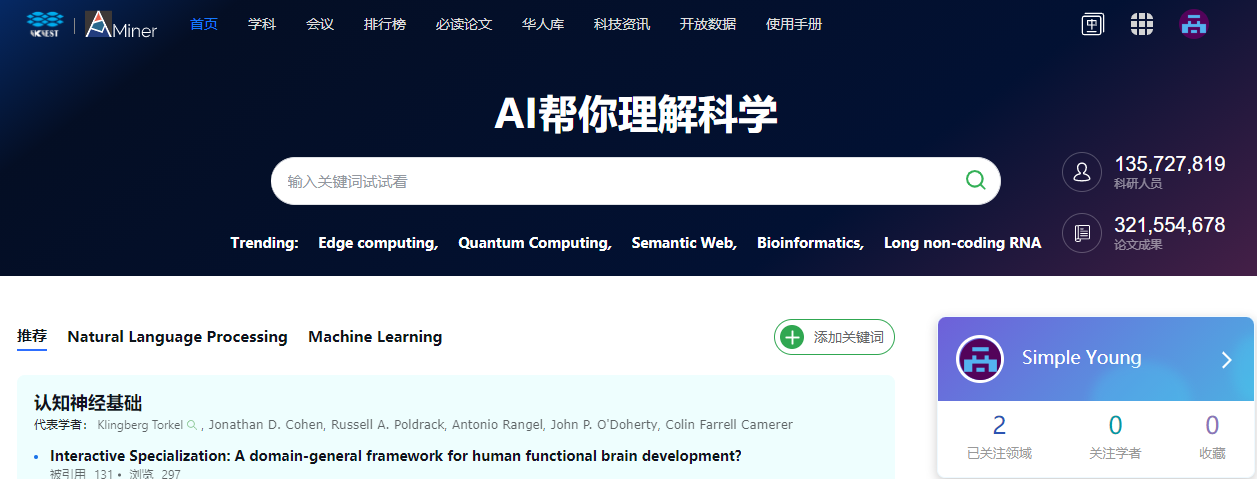 AMiner 首页 学科 会议 排行榜 必读论文 华人库 科技资讯 开放数据 使用手册 中
AI帮你理解科学
输入关键词试试看
135,727,819
科研人员
321,554,678
论文成果
Trending: Edge computing, Quantum Computing, Semantic Web, Bioinformatics, Long non-coding RNA
推荐 Natural Language Processing Machine Learning 添加关键词
认知神经基础
代表学者： Klingberg Torkel , Jonathan D. Cohen, Russell A. Poldrack, Antonio Rangel, John P. O'Doherty, Colin Farrell Camerer
• Interactive Specialization: A domain-general framework for human functional brain development?
被引用 131 • 浏览 297
Simple Young
2 0 0
已关注领域 关注学者 收藏